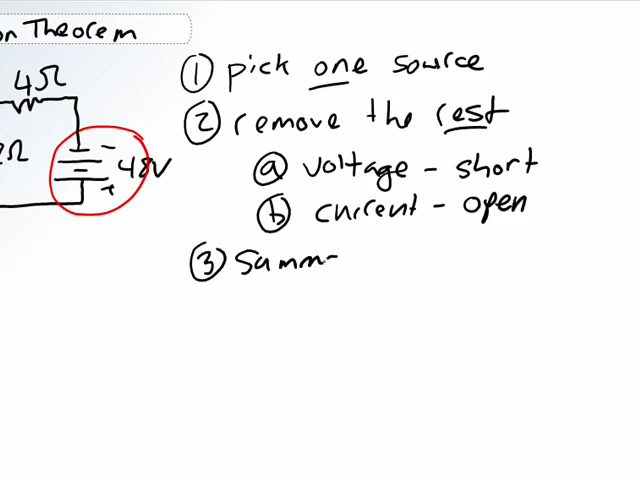 on Theorem
4Ω
2Ω
48V
-
+
① pick one source
② remove the rest
ⓐ voltage - short
ⓑ current - open
③ Summ-